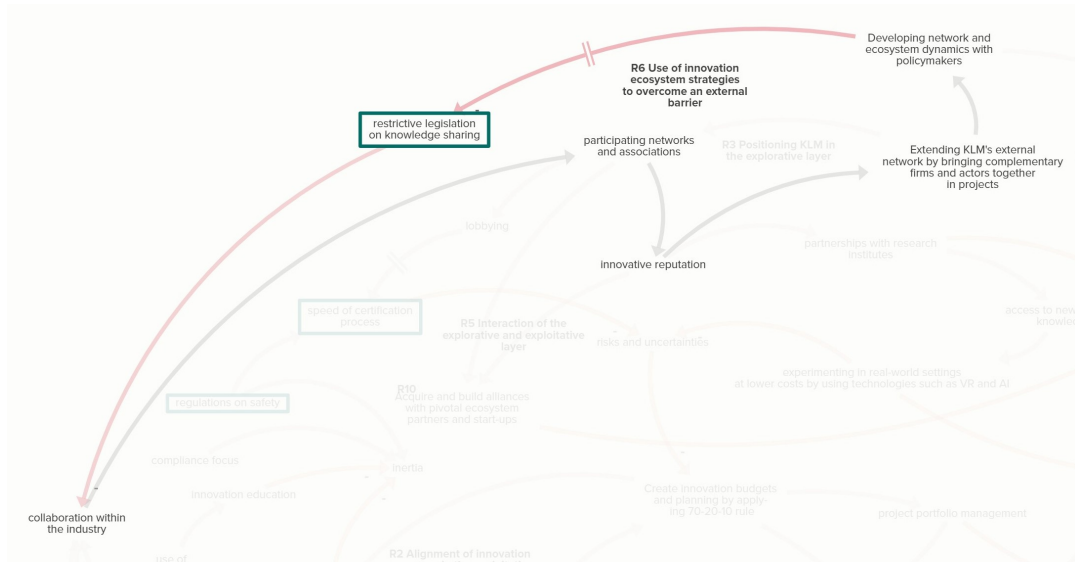 Developing network and
ecosystem dynamics with
policymakers
R6 Use of innovation
ecosystem strategies
to overcome an external
barrier
restrictive legislation
on knowledge sharing
participating networks
and associations
R3 Positioning KLM in
the explorative layer
Extending KLM's external
network by bringing complementary
firms and actors together
in projects
lobbying
partnerships with research
institutes
innovative reputation
speed of certification
process
R5 Interaction of the
explorative and exploitative
layer
risks and uncertainties
access to new
experimenting in real-world settings
at lower costs by using technologies such as VR and AI
R10
Acquire and build alliances
with pivotal ecosystem
partners and start-ups
regulations on safety
compliance focus
inertia
innovation education
Create innovation budgets
and planning by apply-
ing 70-20-10 rule
project portfolio management
collaboration within
the industry
use of
R2 Alignment of innovation